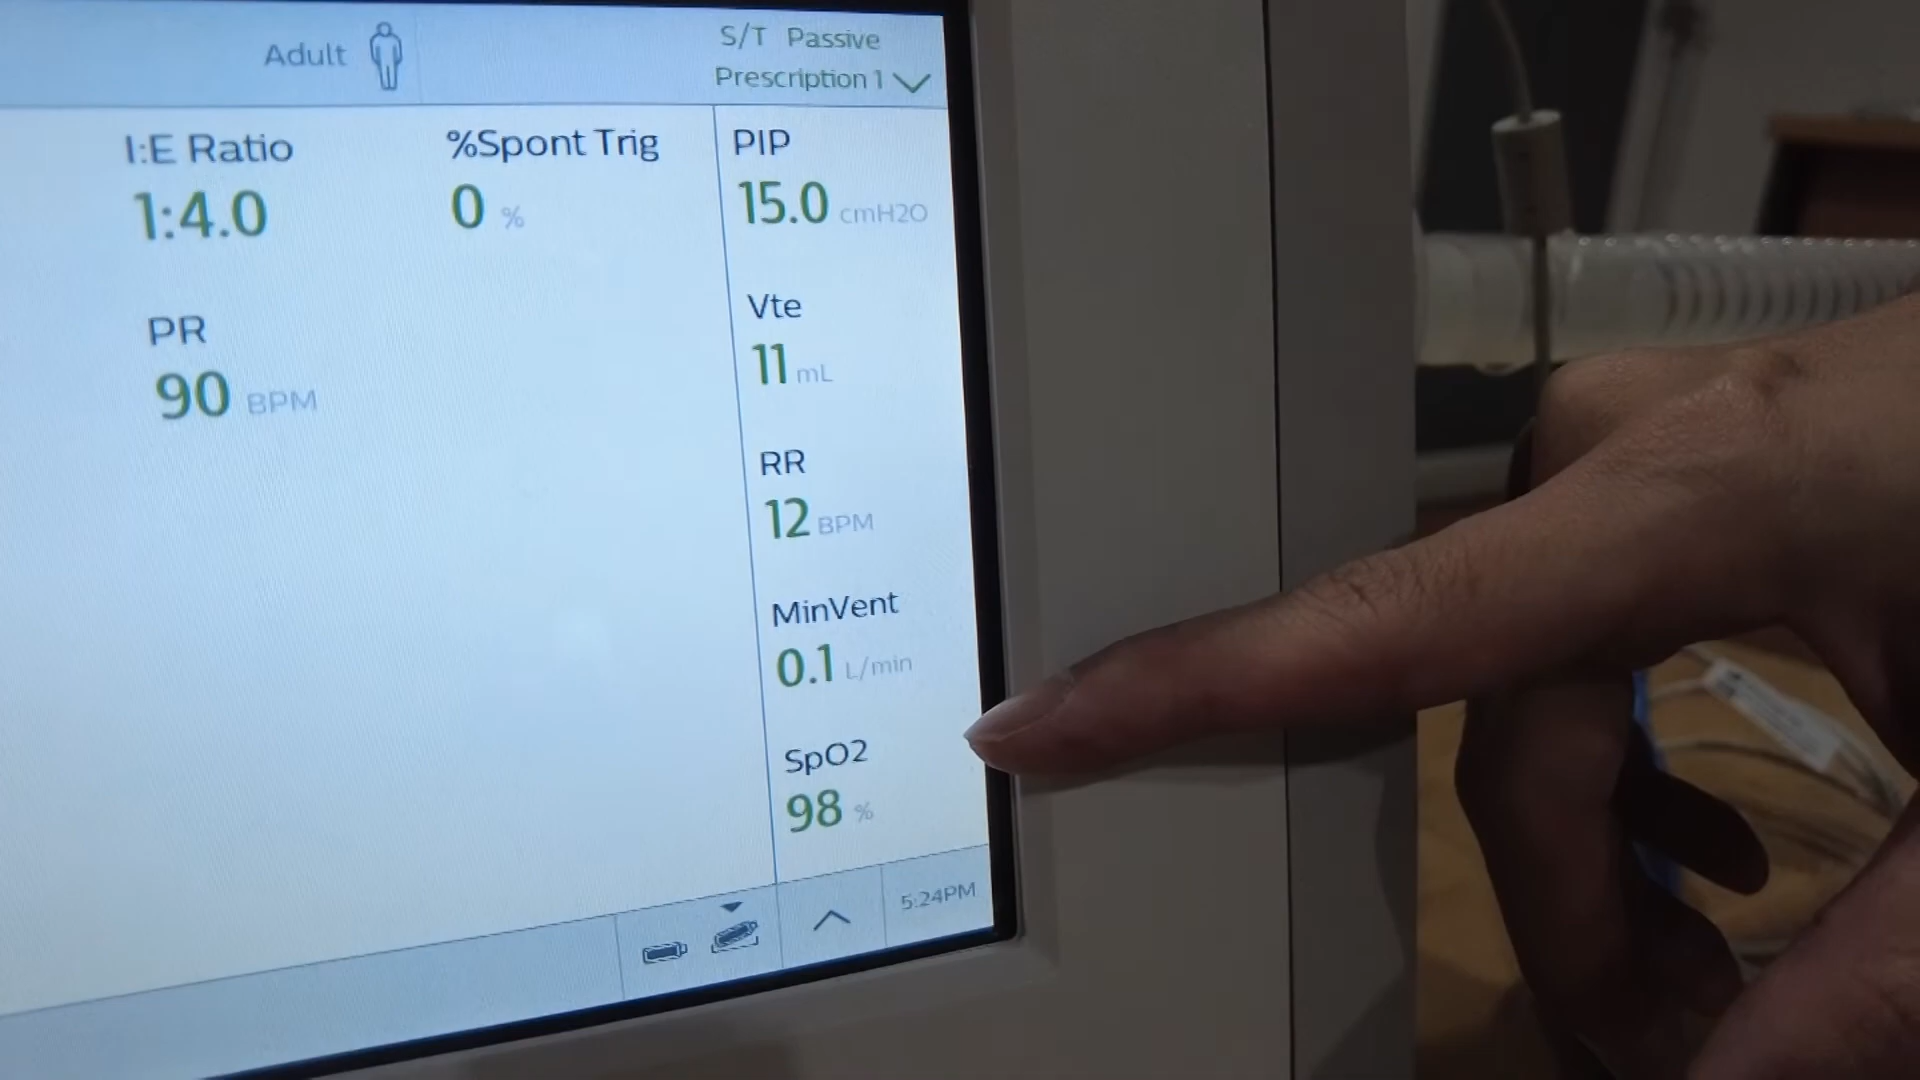 Adult
S/T Passive
Prescription 1
I:E Ratio
1:4.0
%Spont Trig
0 %
PR
90 BPM
PIP
15.0 cmH2O
Vte
11 mL
RR
12 BPM
MinVent
0.1 L/min
SpO2
98 %
5:24PM